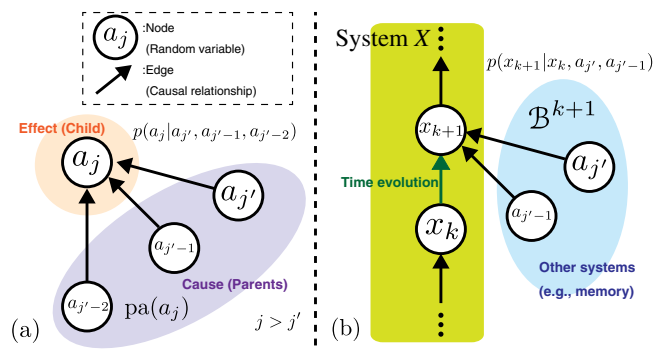 a_j
:Node
(Random variable)
:Edge
(Causal relationship)
Effect (Child)
p(a_j|a_{j'}, a_{j'-1}, a_{j'-2})
a_j
a_{j'}
a_{j'-1}
Cause (Parents)
a_{j'-2}
pa(a_j)
(a)
j > j'
System X
p(x_{k+1}|x_k, a_{j'}, a_{j'-1})
ℬ^{k+1}
x_{k+1}
a_{j'}
Time evolution
a_{j'-1}
x_k
Other systems
(e.g., memory)
(b)